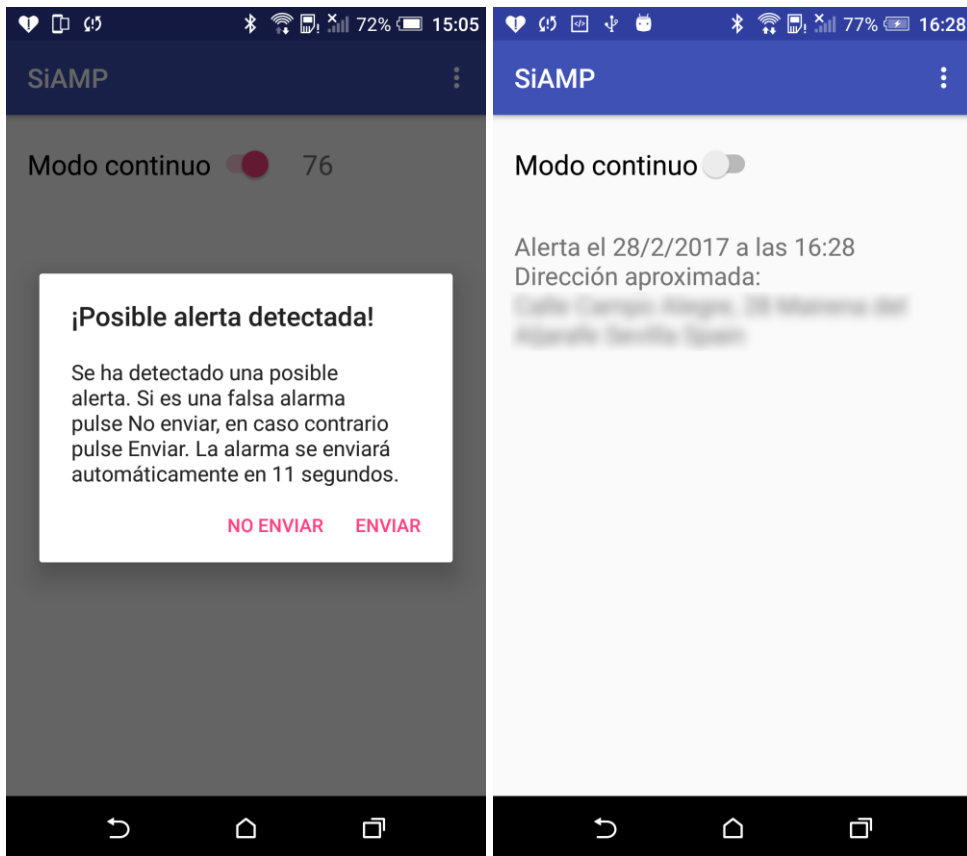 72% 15:05
SiAMP
Modo continuo 76
¡Posible alerta detectada!
Se ha detectado una posible
alerta. Si es una falsa alarma
pulse No enviar, en caso contrario
pulse Enviar. La alarma se enviará
automáticamente en 11 segundos.
NO ENVIAR ENVIAR
77% 16:28
SiAMP
Modo continuo
Alerta el 28/2/2017 a las 16:28
Dirección aproximada: